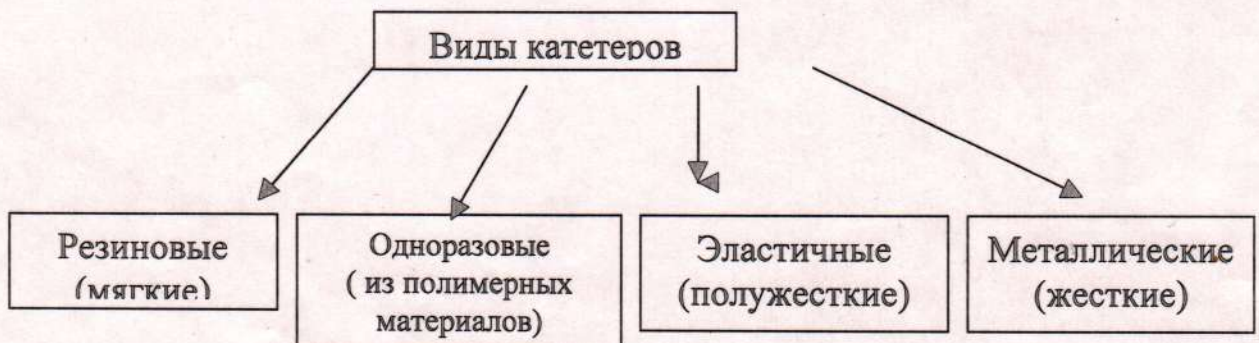 Виды катетеров
Резиновые
(мягкие)
Одноразовые
( из полимерных
материалов)
Эластичные
(полужесткие)
Металлические
(жесткие)